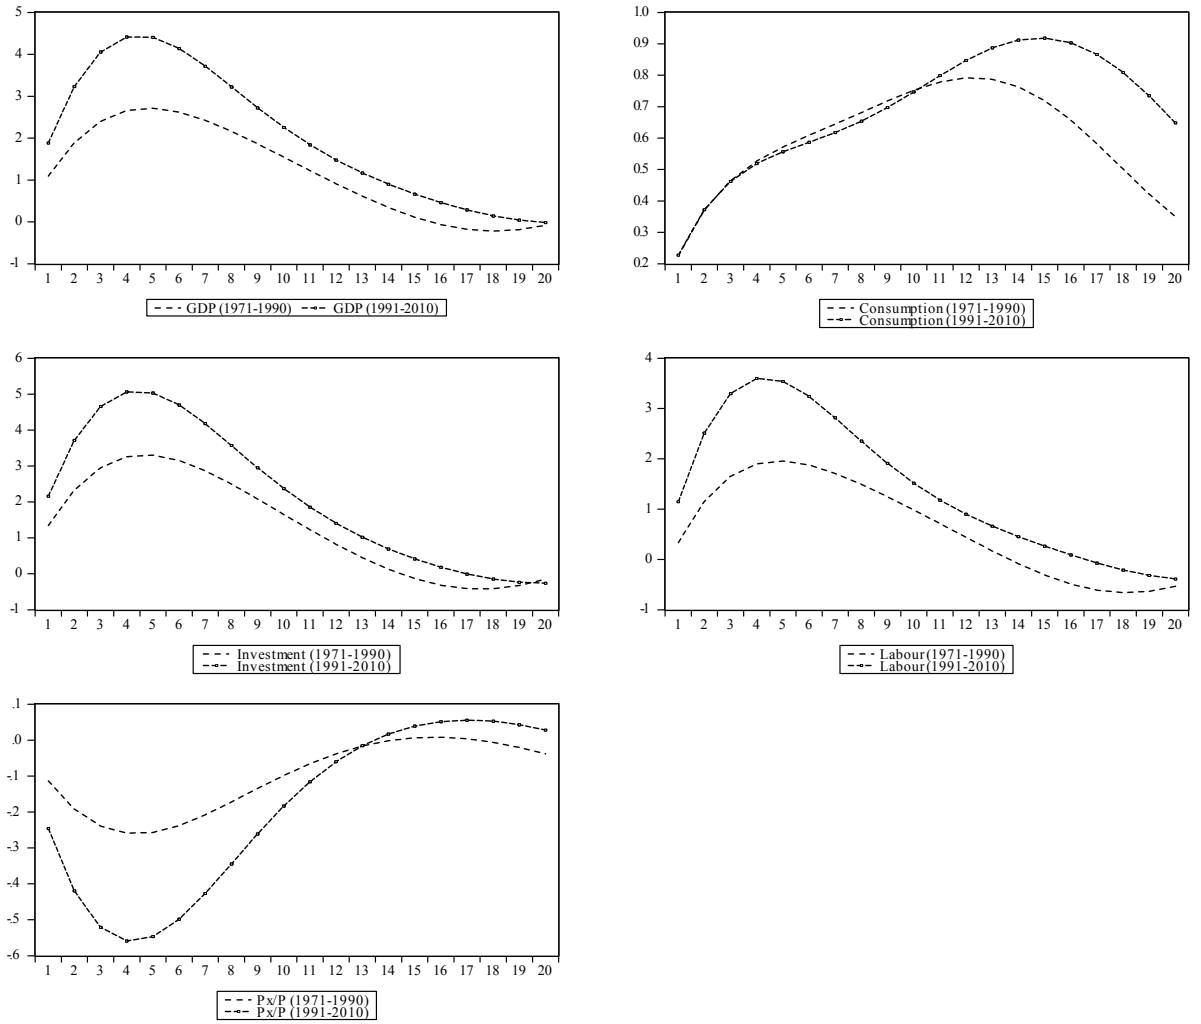 5
4
3
2
1
0
-1
1 2 3 4 5 6 7 8 9 10 11 12 13 14 15 16 17 18 19 20
GDP (1971-1990) GDP (1991-2010)
1.0
0.9
0.8
0.7
0.6
0.5
0.4
0.3
0.2
1 2 3 4 5 6 7 8 9 10 11 12 13 14 15 16 17 18 19 20
Consumption (1971-1990)
Consumption (1991-2010)
6
5
4
3
2
1
0
-1
1 2 3 4 5 6 7 8 9 10 11 12 13 14 15 16 17 18 19 20
Investment (1971-1990)
Investment (1991-2010)
4
3
2
1
0
-1
1 2 3 4 5 6 7 8 9 10 11 12 13 14 15 16 17 18 19 20
Labour (1971-1990)
Labour (1991-2010)
.1
.0
-.1
-.2
-.3
-.4
-.5
-.6
1 2 3 4 5 6 7 8 9 10 11 12 13 14 15 16 17 18 19 20
Px/P (1971-1990)
Px/P (1991-2010)